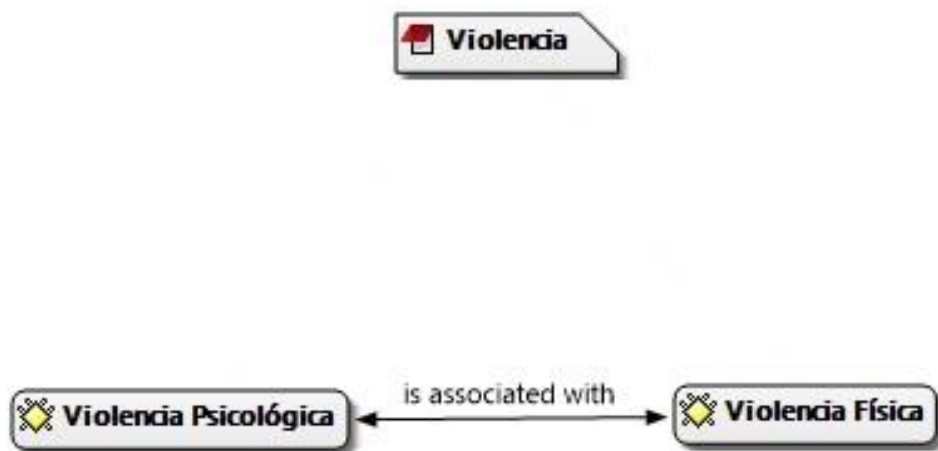 Violencia
is associated with
Violencia Psicológica
Violencia Física